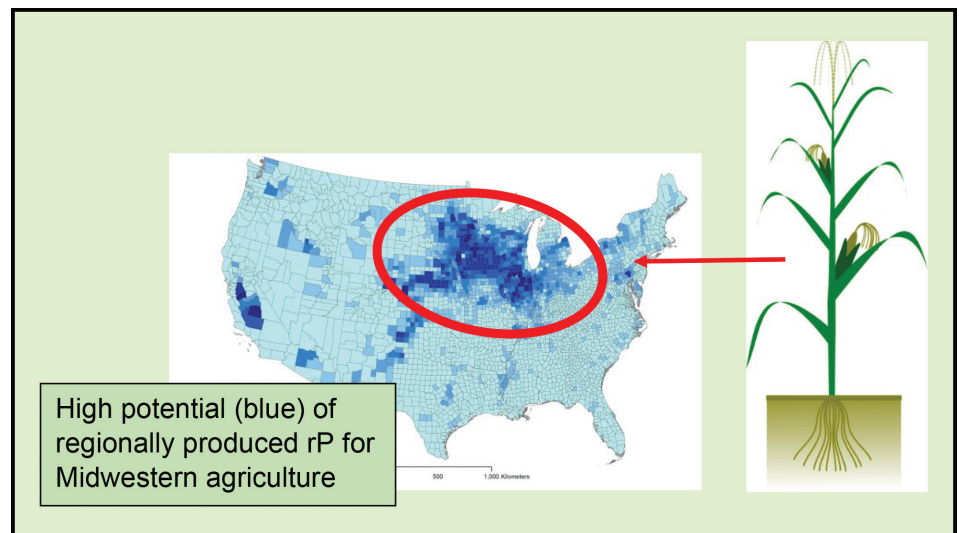 High potential (blue) of
regionally produced rP for
Midwestern agriculture
500 1,000 Kilometers